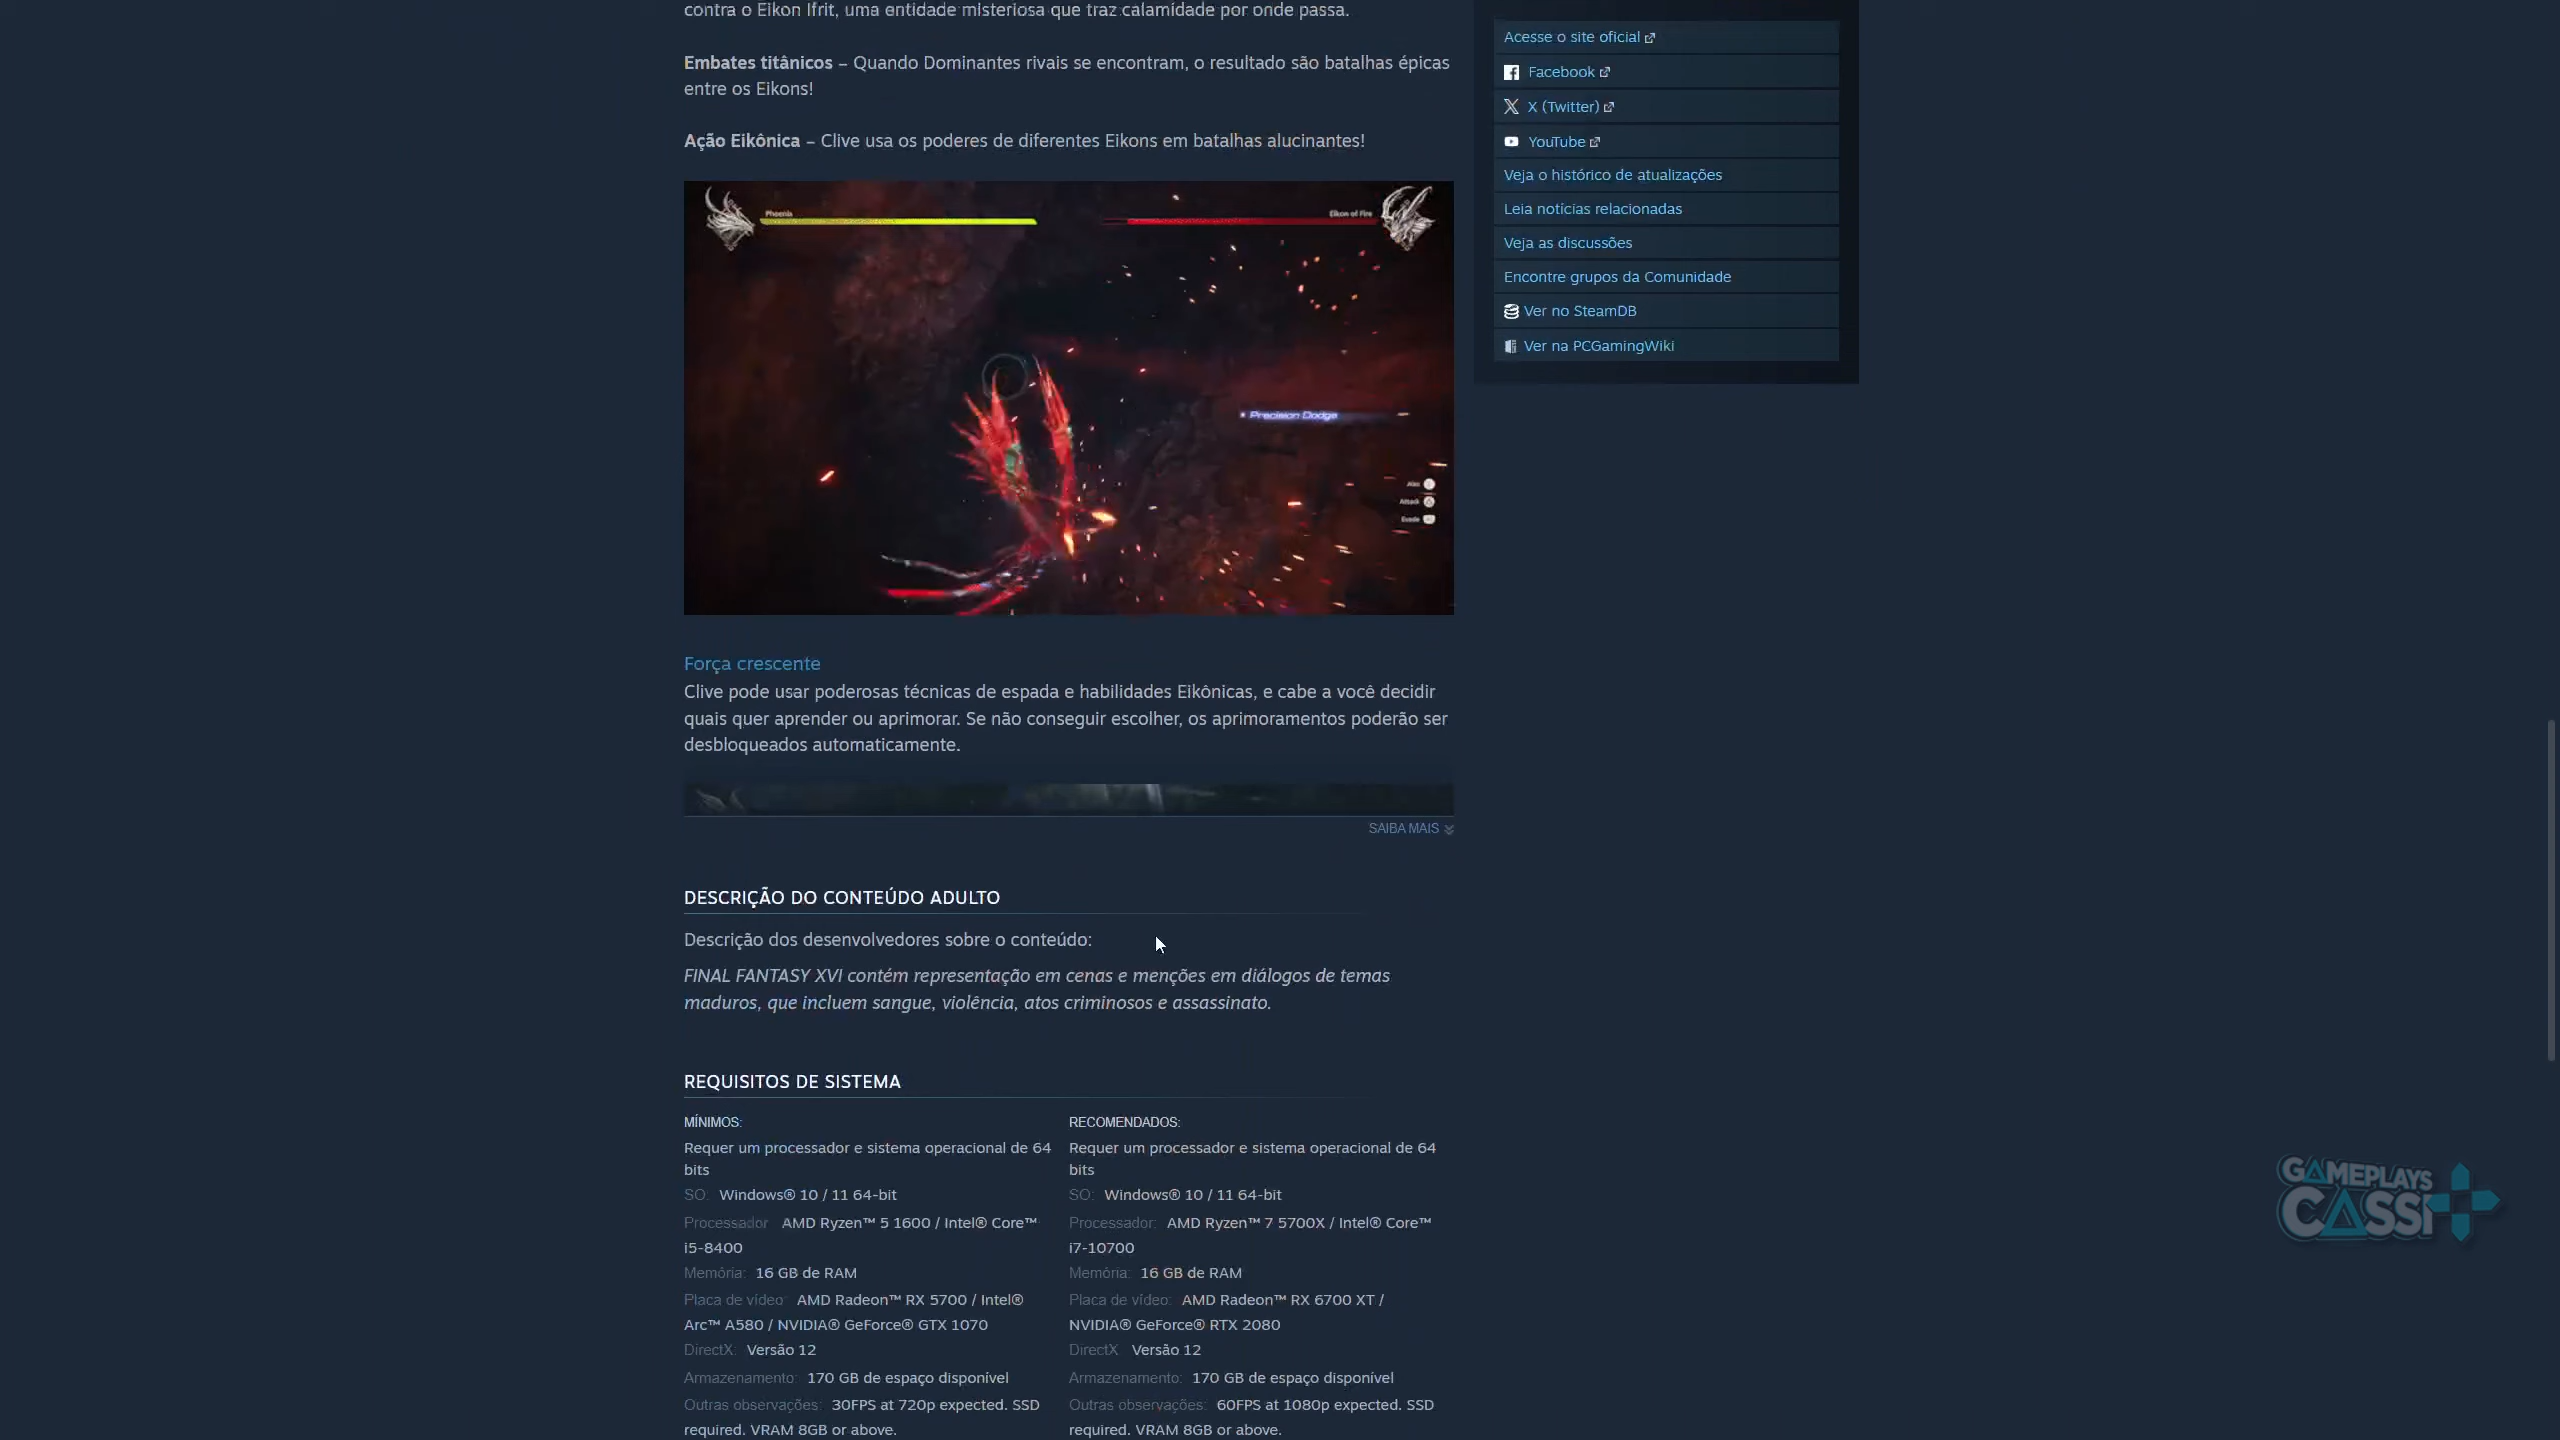 contra o Eikon Ifrit, uma entidade misteriosa que traz calamidade por onde passa.
Embates titânicos – Quando Dominantes rivais se encontram, o resultado são batalhas épicas
entre os Eikons!
Ação Eikônica – Clive usa os poderes de diferentes Eikons em batalhas alucinantes!
Phoenix
Eikon of Fire
Precision Dodge
Attack
Evade
Força crescente
Clive pode usar poderosas técnicas de espada e habilidades Eikônicas, e cabe a você decidir
quais quer aprender ou aprimorar. Se não conseguir escolher, os aprimoramentos poderão ser
desbloqueados automaticamente.
SAIBA MAIS
DESCRIÇÃO DO CONTEÚDO ADULTO
Descrição dos desenvolvedores sobre o conteúdo:
FINAL FANTASY XVI contém representação em cenas e menções em diálogos de temas
maduros, que incluem sangue, violência, atos criminosos e assassinato.
REQUISITOS DE SISTEMA
MÍNIMOS:
Requer um processador e sistema operacional de 64
bits
SO: Windows® 10 / 11 64-bit
Processador: AMD Ryzen™ 5 1600 / Intel® Core™
i5-8400
Memória: 16 GB de RAM
Placa de vídeo: AMD Radeon™ RX 5700 / Intel®
Arc™ A580 / NVIDIA® GeForce® GTX 1070
DirectX: Versão 12
Armazenamento: 170 GB de espaço disponível
Outras observações: 30FPS at 720p expected. SSD
required. VRAM 8GB or above.
RECOMENDADOS:
Requer um processador e sistema operacional de 64
bits
SO: Windows® 10 / 11 64-bit
Processador: AMD Ryzen™ 7 5700X / Intel® Core™
i7-10700
Memória: 16 GB de RAM
Placa de vídeo: AMD Radeon™ RX 6700 XT /
NVIDIA® GeForce® RTX 2080
DirectX: Versão 12
Armazenamento: 170 GB de espaço disponível
Outras observações: 60FPS at 1080p expected. SSD
required. VRAM 8GB or above.
Acesse o site oficial
Facebook
X (Twitter)
YouTube
Veja o histórico de atualizações
Leia notícias relacionadas
Veja as discussões
Encontre grupos da Comunidade
Ver no SteamDB
Ver na PCGamingWiki
GAMEPLAYS
CASSI